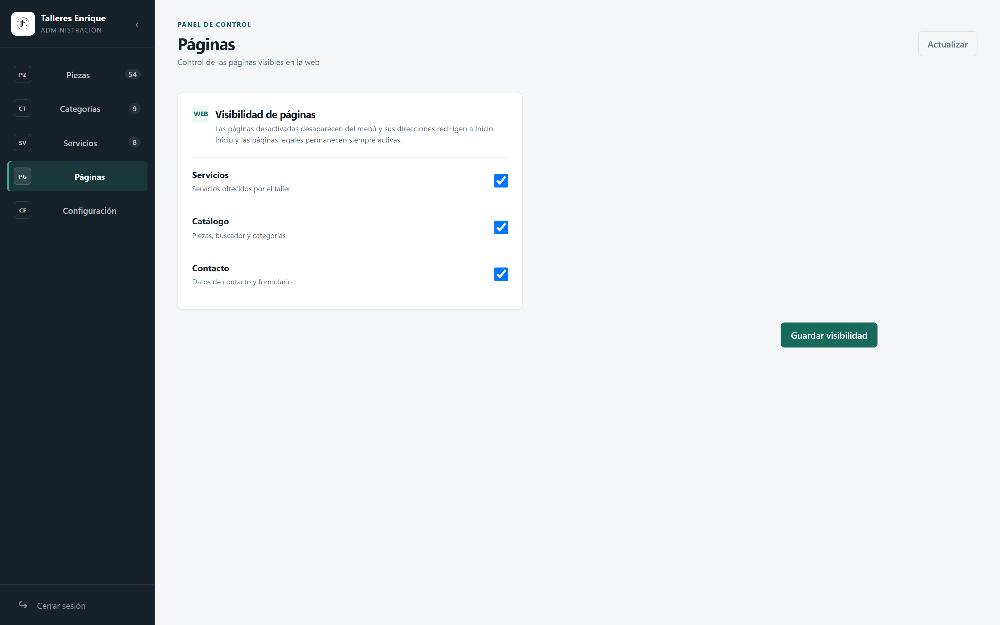 TE
Talleres Enrique
ADMINISTRACIÓN
‹
PZ Piezas 54
CT Categorías 9
SV Servicios 8
PG Páginas
CF Configuración
Cerrar sesión
PANEL DE CONTROL
Páginas
Control de las páginas visibles en la web
Actualizar
WEB Visibilidad de páginas
Las páginas desactivadas desaparecen del menú y sus direcciones redirigen a Inicio.
Inicio y las páginas legales permanecen siempre activas.
Servicios
Servicios ofrecidos por el taller
Catálogo
Piezas, buscador y categorías
Contacto
Datos de contacto y formulario
Guardar visibilidad